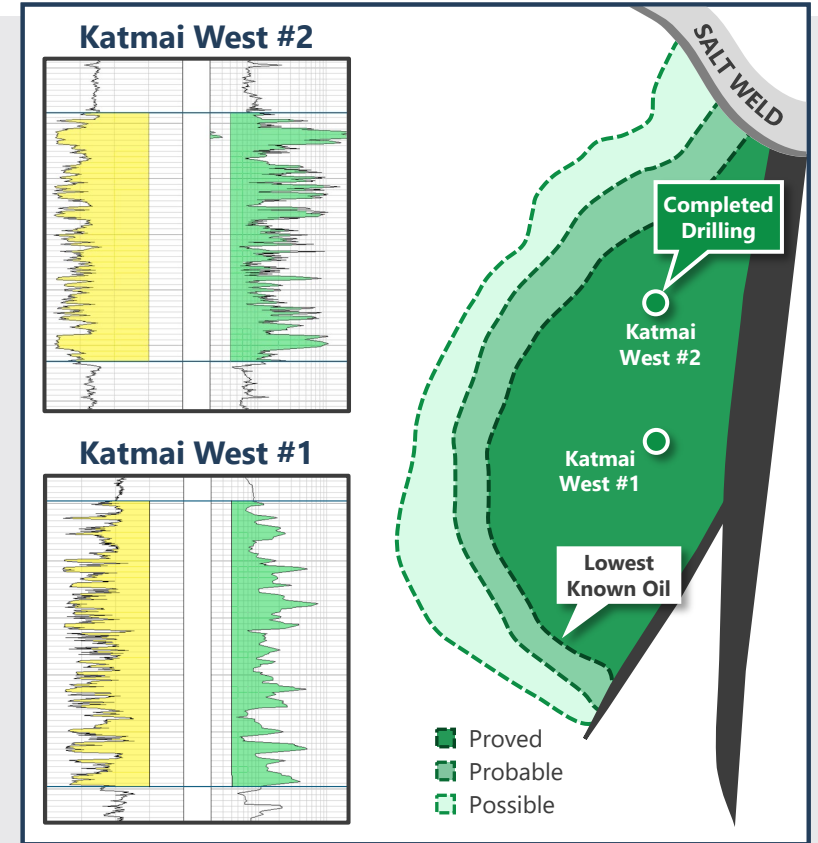 Katmai West #2
Katmai West #1
SALT WELD
Completed
Drilling
Katmai
West #2
Katmai
West #1
Lowest
Known Oil
Proved
Probable
Possible